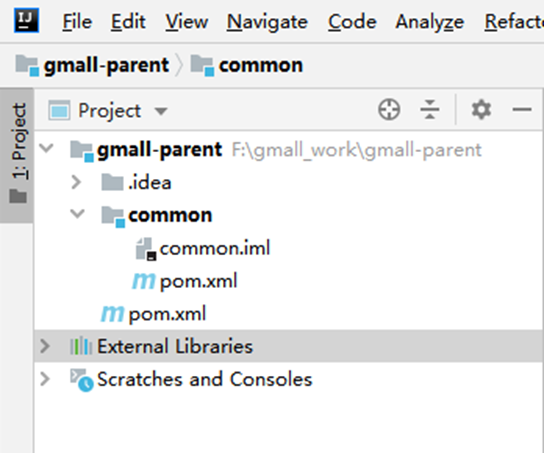 IJ
File Edit View Navigate Code Analyze Refacto
gmall-parent common
1: Project
Project
gmall-parent F:\gmall_work\gmall-parent
.idea
common
common.iml
m pom.xml
m pom.xml
External Libraries
Scratches and Consoles